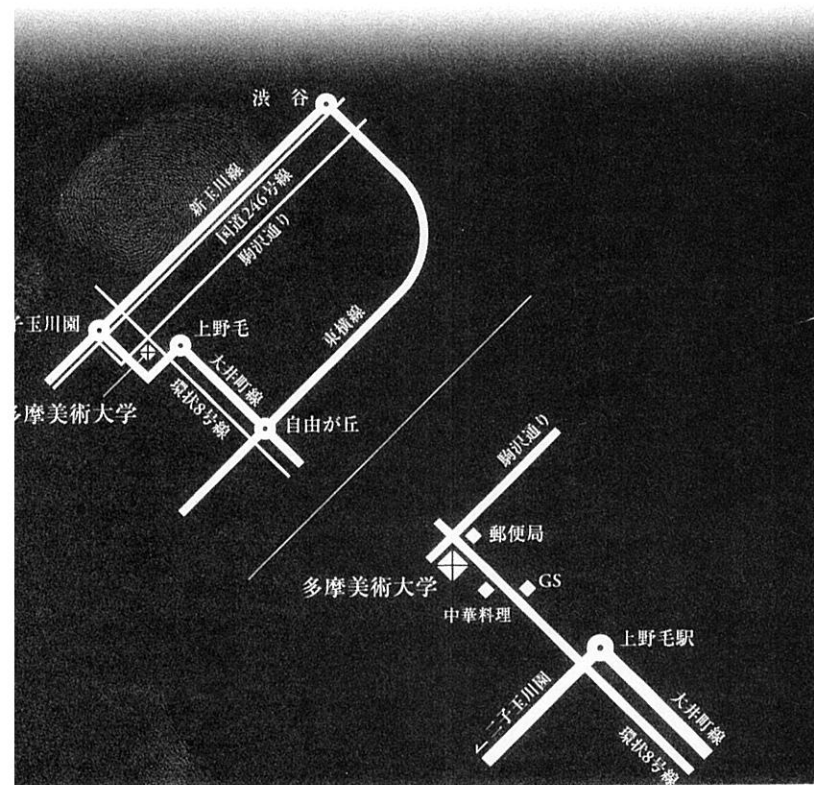 渋 谷
新玉川線
国道246号線
駒沢通り
東横線
子玉川園
上野毛
大井町線
環状8号線
多摩美術大学
自由が丘
駒沢通り
郵便局
多摩美術大学
GS
中華料理
上野毛駅
二子玉川園
大井町線
環状8号線